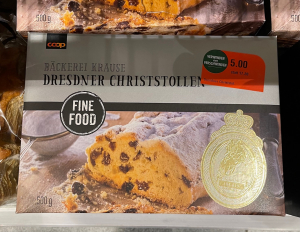 500g
coop
BÄCKEREI KRAUSE
DRESDNER CHRISTSTOLLEN
5.00
FINE
FOOD
500g